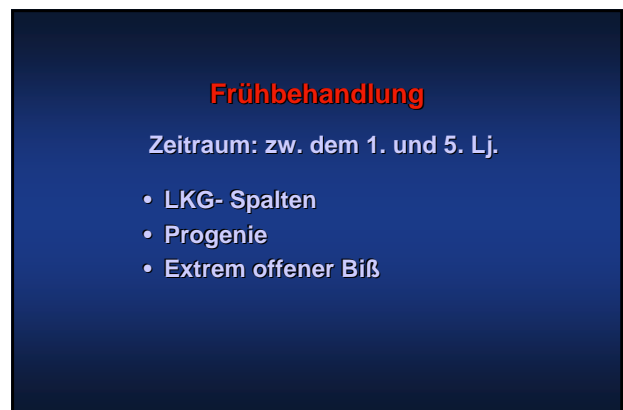 Frühbehandlung
Zeitraum: zw. dem 1. und 5. Lj.
• LKG- Spalten
• Progenie
• Extrem offener Biß